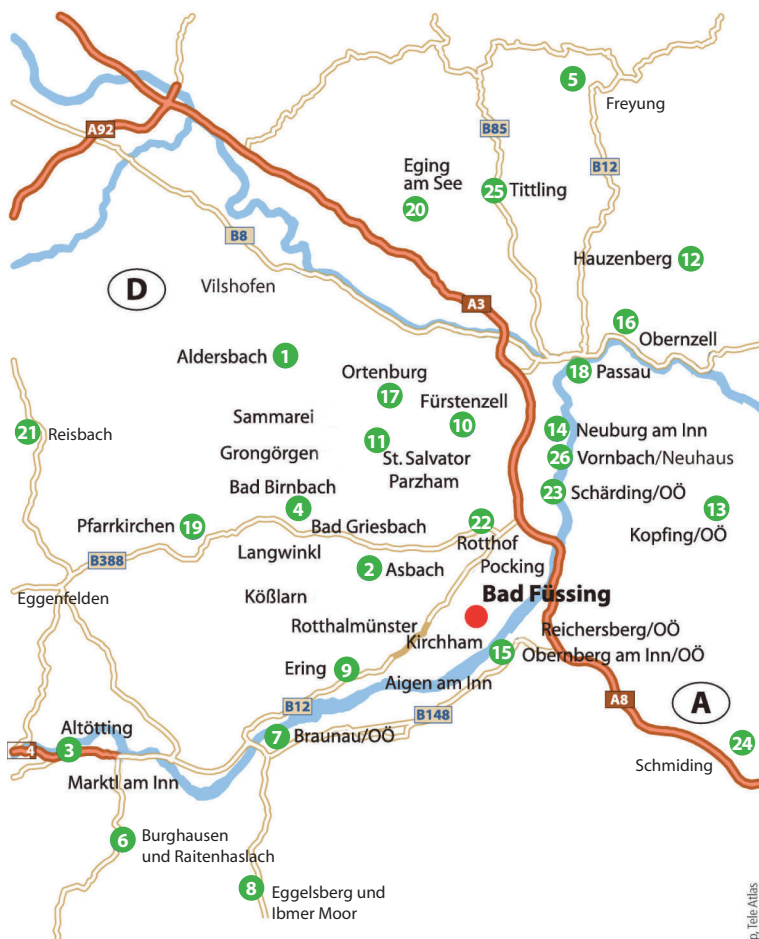 5
Freyung
A92
B85
Eging
am See
20
25 Tittling
B12
B8
Hauzenberg 12
D
Vilshofen
A3
16
Obernzell
Aldersbach 1
Ortenburg
17
18 Passau
Fürstenzell
10
Sammarei
21 Reisbach
11
14 Neuburg am Inn
Grongörgen
St. Salvator
26 Vornbach/Neuhaus
Parzham
Bad Birnbach
4
23 Schärding/OÖ
13
Kopfing/OÖ
Pfarrkirchen 19
Bad Griesbach
22
Rotthof
Langwinkl
B388
2 Asbach
Pocking
Eggenfelden
Kößlarn
Bad Füssing
Rotthalmünster
Kirchham
Reichersberg/OÖ
15 Obernberg am Inn/OÖ
Ering 9
Aigen am Inn
B12
B148
A8
A
Altötting
4
3
7 Braunau/OÖ
24
Schmiding
Marktl am Inn
6 Burghausen
und Raitenhaslach
8 Eggelsberg und
Ibmer Moor
p, Tele Atlas